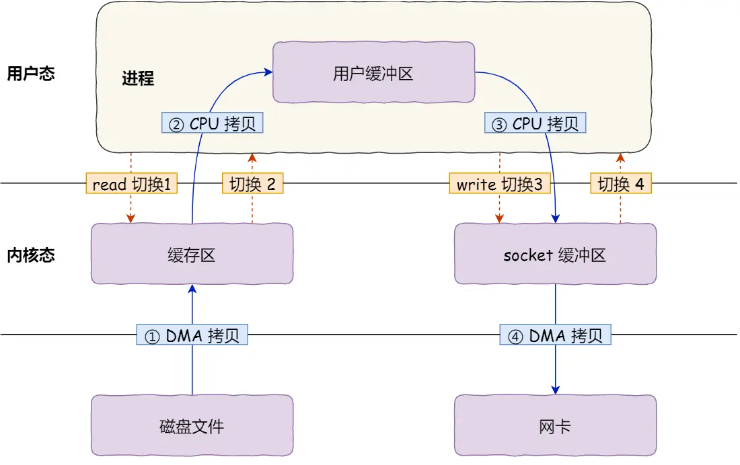 用户态
进程
用户缓冲区
② CPU 拷贝
③ CPU 拷贝
read 切换1
切换 2
write 切换3
切换 4
内核态
缓存区
socket 缓冲区
① DMA 拷贝
④ DMA 拷贝
磁盘文件
网卡